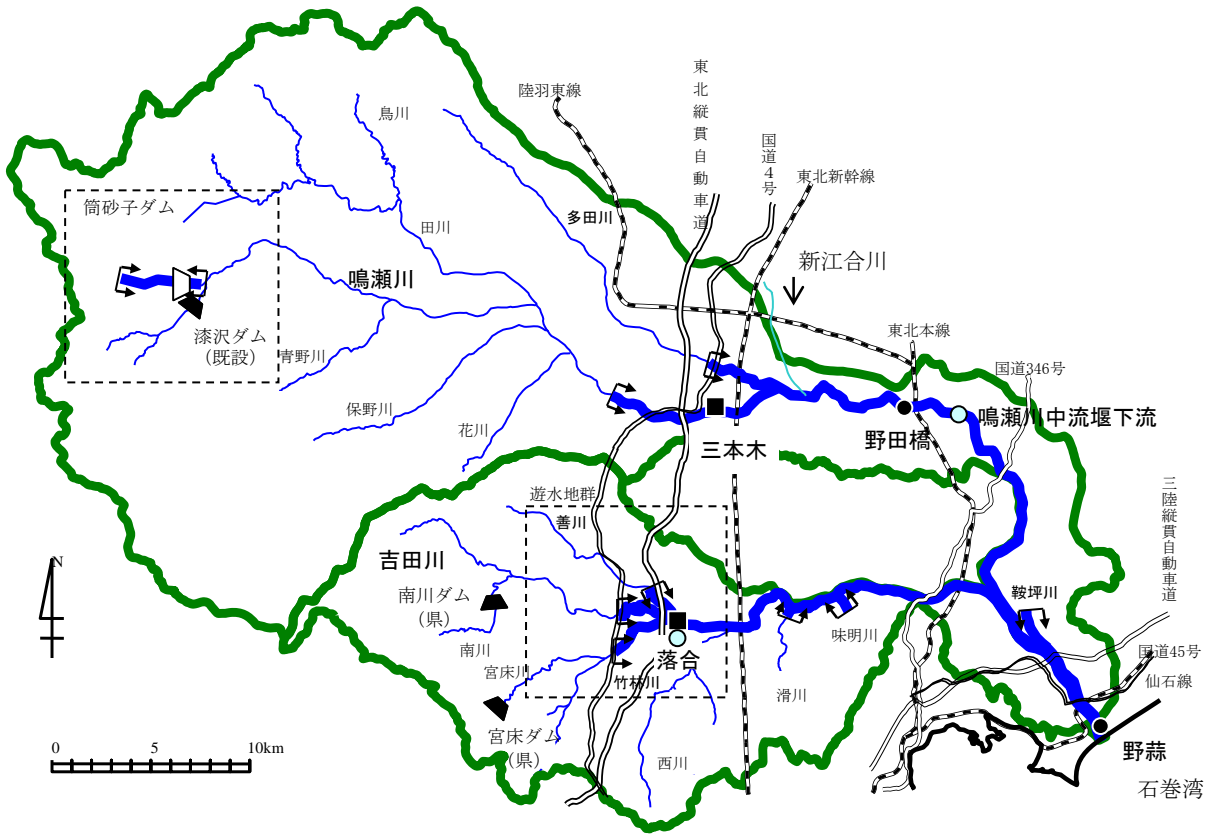 東北縦貫自動車道
陸羽東線
鳥川
国道4号
東北新幹線
筒砂子ダム
多田川
田川
新江合川
鳴瀬川
漆沢ダム
（既設）
東北本線
青野川
国道346号
保野川
鳴瀬川中流堰下流
花川
野田橋
三本木
三陸縦貫自動車道
遊水地群
善川
吉田川
N
南川ダム
（県）
鞍坪川
味明川
南川
落合
国道45号
宮床川
竹林川
仙石線
滑川
宮床ダム
（県）
西川
野蒜
石巻湾
0 5 10km